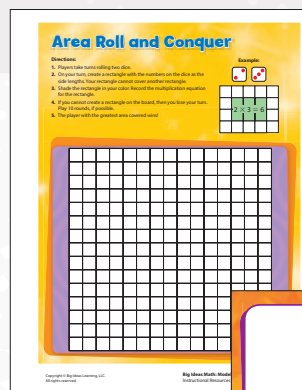 Area Roll and Conquer
Directions:
1. Players take turns rolling two dice.
2. On your turn, create a rectangle with the numbers on the dice as the
side lengths. Your rectangle cannot cover another rectangle.
3. Shade the rectangle in your color. Record the multiplication equation
for the rectangle.
4. If you cannot create a rectangle on the board, then you lose your turn.
Play 10 rounds, if possible.
5. The player with the greatest area covered wins!
Example:
2 × 3 = 6
Copyright © Big Ideas Learning, LLC.
All rights reserved.
Big Ideas Math:
Instructional Resources